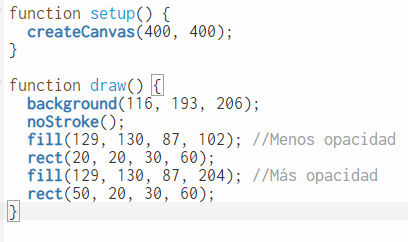 function setup() {
  createCanvas(400, 400);
}

function draw() {
  background(116, 193, 206);
  noStroke();
  fill(129, 130, 87, 102); //Menos opacidad
  rect(20, 20, 30, 60);
  fill(129, 130, 87, 204); //Más opacidad
  rect(50, 20, 30, 60);
}